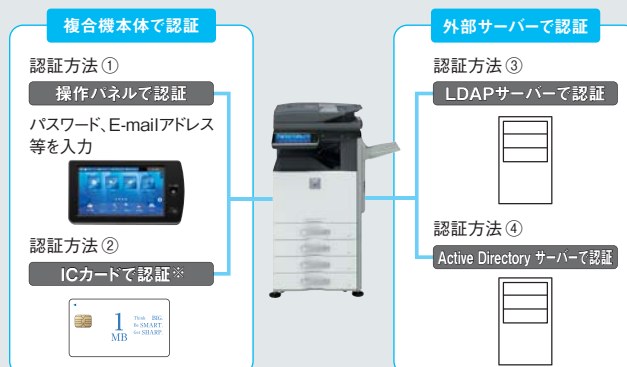 複合機本体で認証
認証方法①
操作パネルで認証
パスワード、E-mailアドレス
等を入力
認証方法②
ICカードで認証※
1
MB
Think BIG.
Be SMART.
Get SHARP.
外部サーバーで認証
認証方法③
LDAPサーバーで認証
認証方法④
Active Directory サーバーで認証